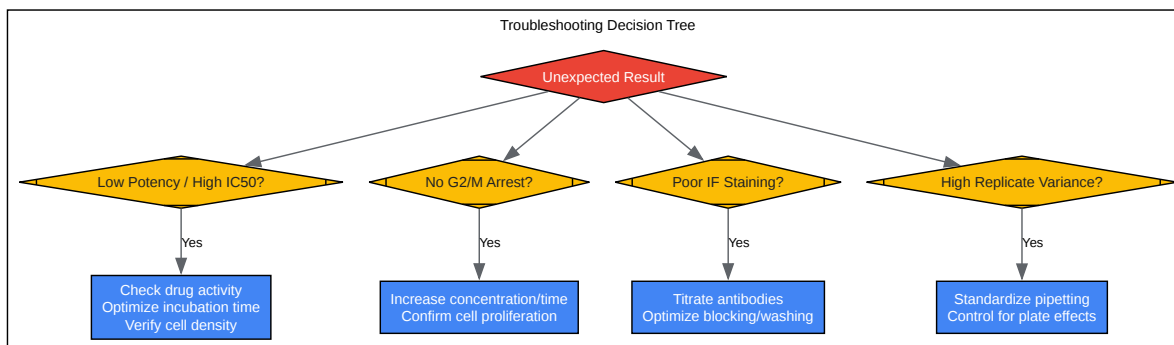 Troubleshooting Decision Tree
Unexpected Result
Low Potency / High IC50?
No G2/M Arrest?
Poor IF Staining?
High Replicate Variance?
Yes
Yes
Yes
Yes
Check drug activity
Optimize incubation time
Verify cell density
Increase concentration/time
Confirm cell proliferation
Titrate antibodies
Optimize blocking/washing
Standardize pipetting
Control for plate effects